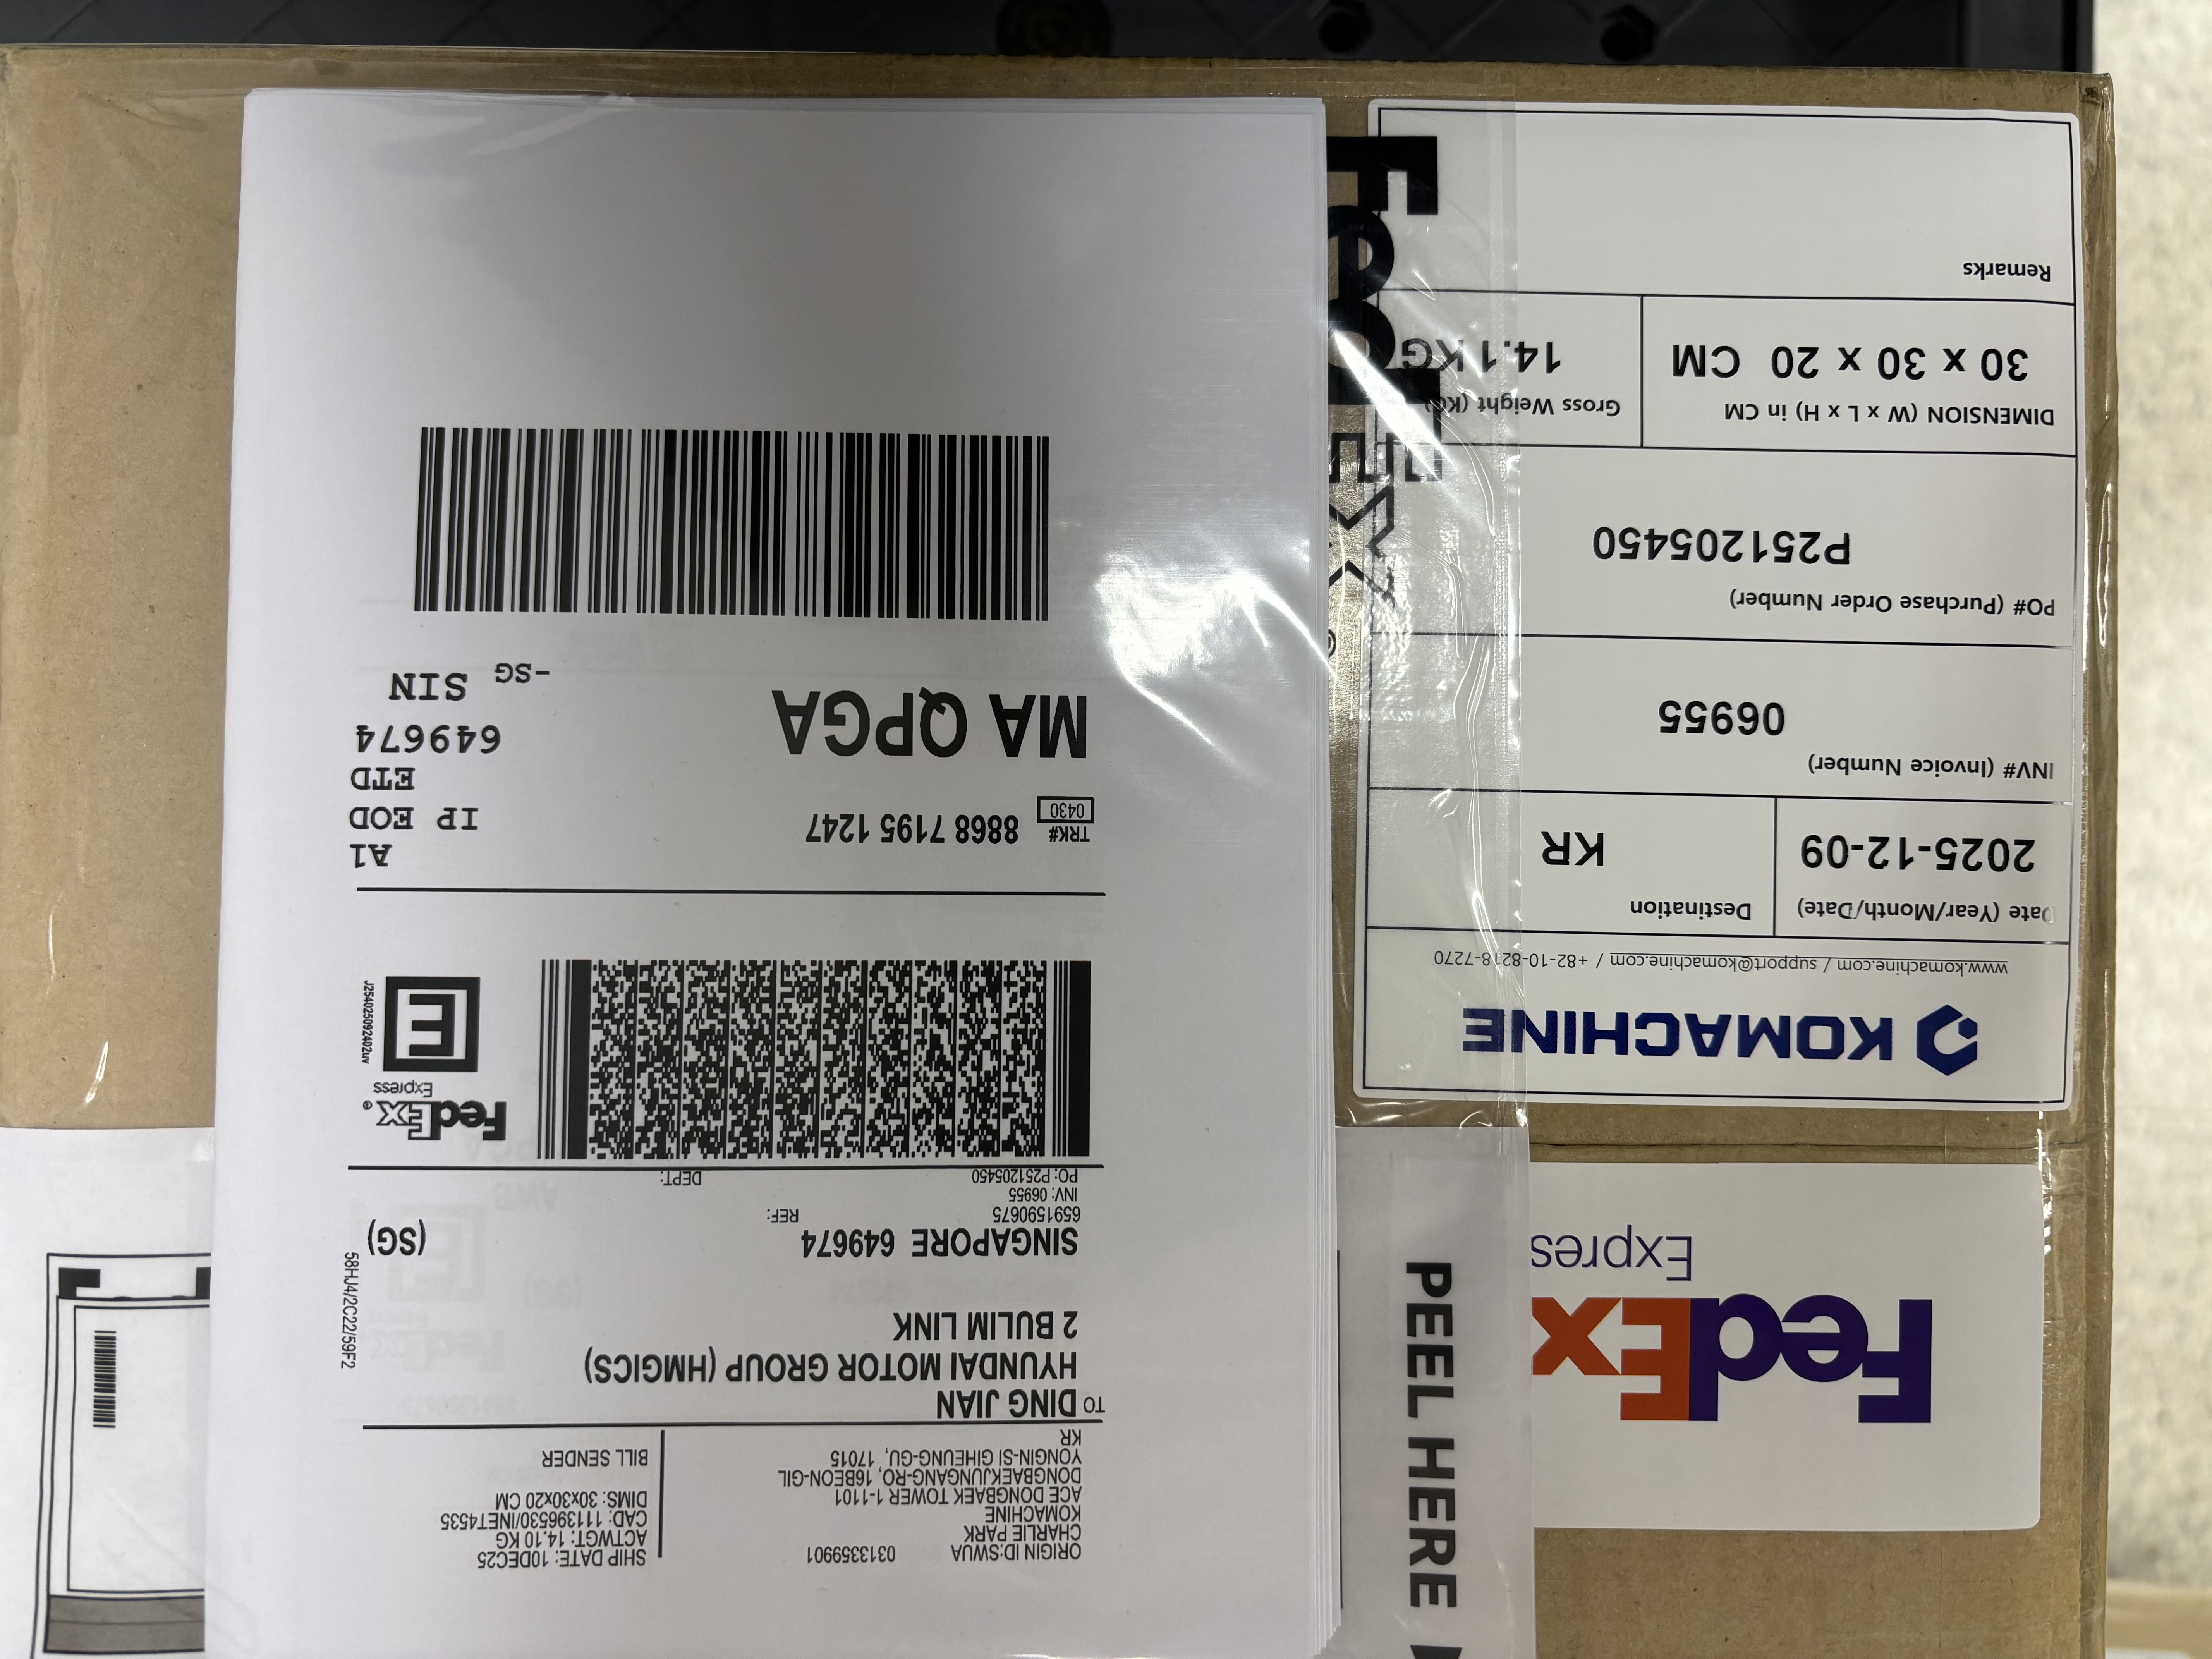 ORIGIN ID:SWUA 0313359901
CHARLIE PARK
KOMACHINE
ACE DONGBAEK TOWER 1-1101
DONGBAEKJUNGANG-RO, 16BEON-GIL
YONGIN-SI GIHEUNG-GU, 17015
KR
SHIP DATE: 10DEC25
ACTWGT: 14.10 KG
CAD: 111396530/INET4535
DIMS: 30x30x20 CM
BILL SENDER
TO DING JIAN
HYUNDAI MOTOR GROUP (HMGICS)
2 BULIM LINK
SINGAPORE 649674 (SG)
6591590675 REF:
INV: 06955
PO: P251205450 DEPT:
58HJ4/2C22/59F2
FedEx
Express
E
J254025092402uv
TRK# 8868 7195 1247
0430
A1
IP EOD
ETD
MA QPGA
649674
-SG SIN
FedEx
Expres
PEEL HERE
FedEx
KOMACHINE
www.komachine.com / support@komachine.com / +82-10-8218-7270
Date (Year/Month/Date) Destination
2025-12-09 KR
INV# (Invoice Number)
06955
PO# (Purchase Order Number)
P251205450
DIMENSION (W x L x H) in CM Gross Weight (KG)
30 x 30 x 20 CM 14.1 KG
Remarks